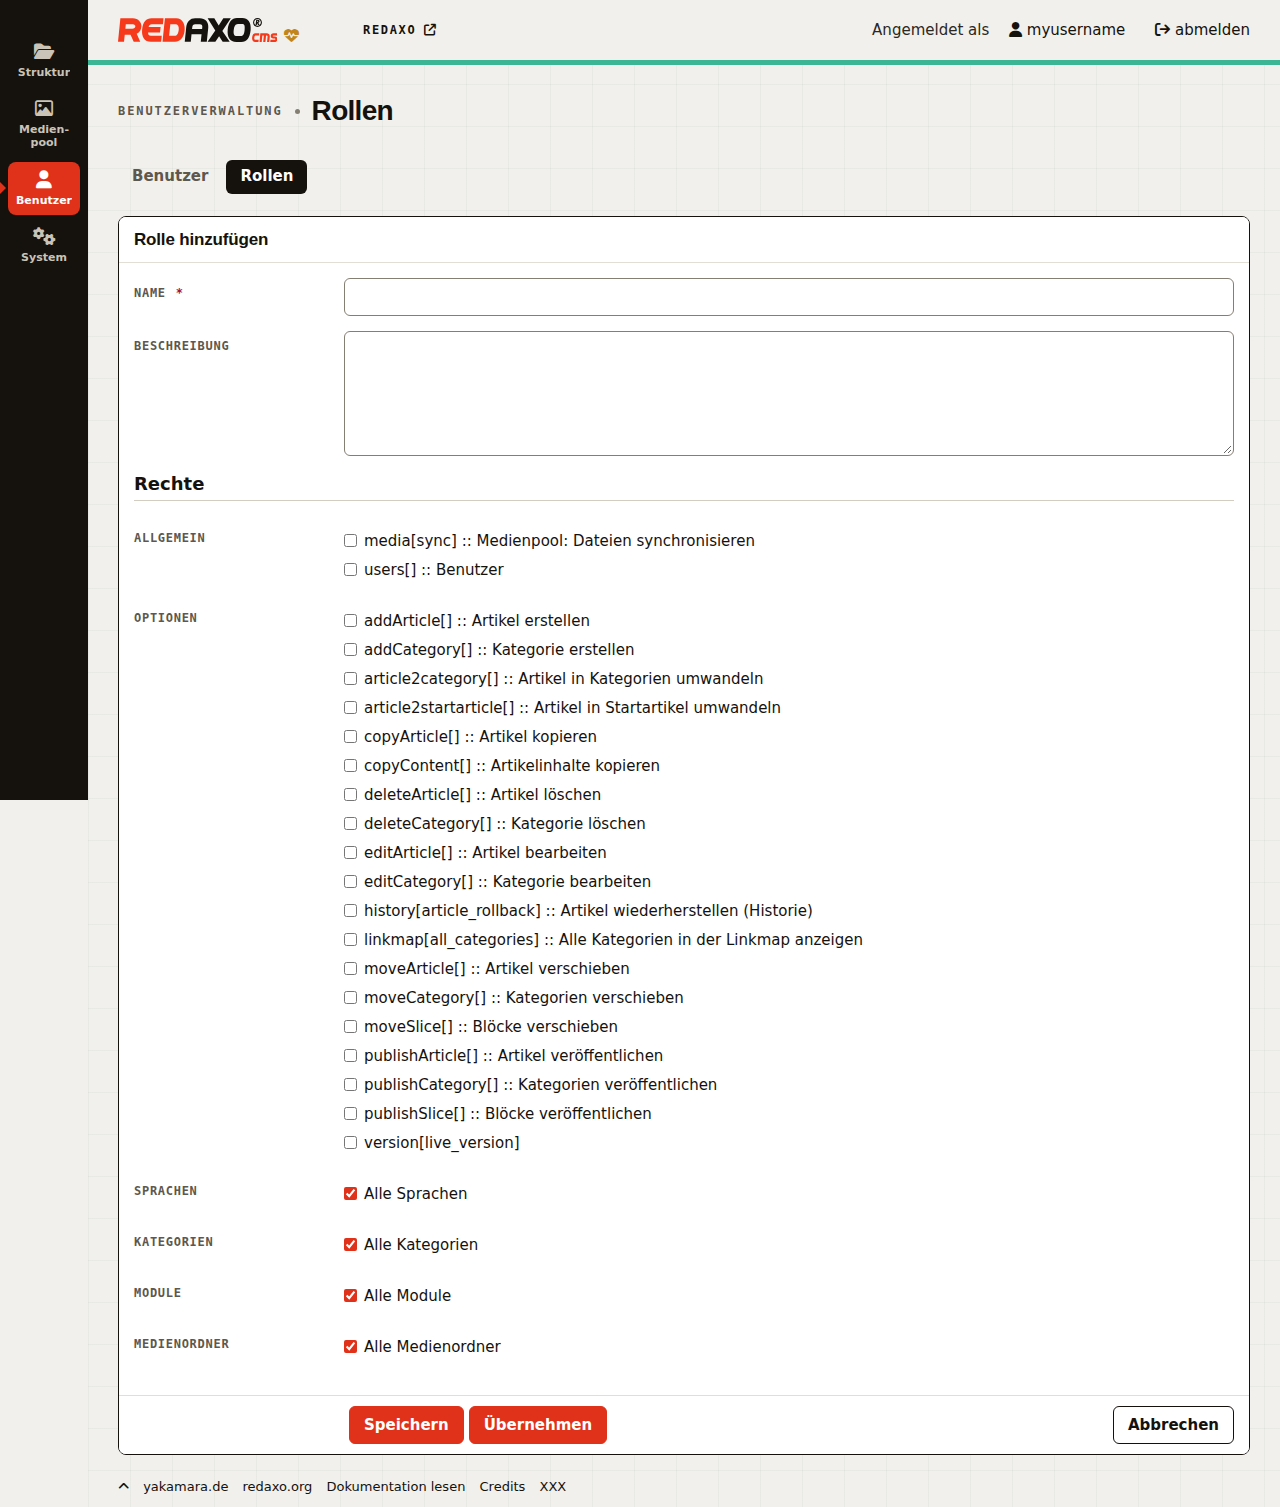 REDAXO® cms
REDAXO
Angemeldet als myusername abmelden
Struktur
Medien-
pool
Benutzer
System
BENUTZERVERWALTUNG • Rollen
Benutzer Rollen
Rolle hinzufügen
NAME *
BESCHREIBUNG
Rechte
ALLGEMEIN
media[sync] :: Medienpool: Dateien synchronisieren
users[] :: Benutzer
OPTIONEN
addArticle[] :: Artikel erstellen
addCategory[] :: Kategorie erstellen
article2category[] :: Artikel in Kategorien umwandeln
article2startarticle[] :: Artikel in Startartikel umwandeln
copyArticle[] :: Artikel kopieren
copyContent[] :: Artikelinhalte kopieren
deleteArticle[] :: Artikel löschen
deleteCategory[] :: Kategorie löschen
editArticle[] :: Artikel bearbeiten
editCategory[] :: Kategorie bearbeiten
history[article_rollback] :: Artikel wiederherstellen (Historie)
linkmap[all_categories] :: Alle Kategorien in der Linkmap anzeigen
moveArticle[] :: Artikel verschieben
moveCategory[] :: Kategorien verschieben
moveSlice[] :: Blöcke verschieben
publishArticle[] :: Artikel veröffentlichen
publishCategory[] :: Kategorien veröffentlichen
publishSlice[] :: Blöcke veröffentlichen
version[live_version]
SPRACHEN
Alle Sprachen
KATEGORIEN
Alle Kategorien
MODULE
Alle Module
MEDIENORDNER
Alle Medienordner
Speichern Übernehmen Abbrechen
yakamara.de redaxo.org Dokumentation lesen Credits XXX